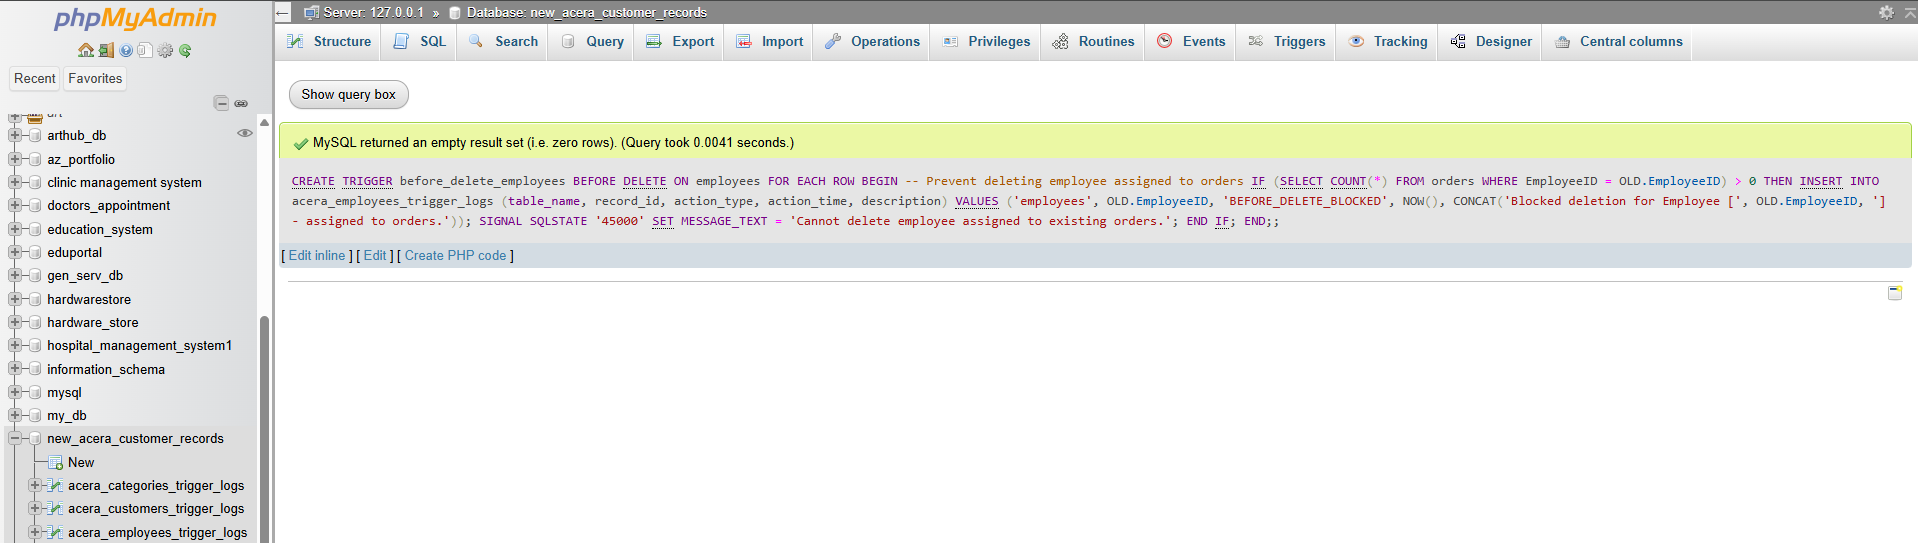 phpMyAdmin
Recent
Favorites
art
arthub_db
az_portfolio
clinic management system
doctors_appointment
education_system
eduportal
gen_serv_db
hardwarestore
hardware_store
hospital_management_system1
information_schema
mysql
my_db
new_acera_customer_records
New
acera_categories_trigger_logs
acera_customers_trigger_logs
acera_employees_trigger_logs
Server: 127.0.0.1 » Database: new_acera_customer_records
Structure SQL Search Query Export Import Operations Privileges Routines Events Triggers Tracking Designer Central columns
Show query box
MySQL returned an empty result set (i.e. zero rows). (Query took 0.0041 seconds.)
CREATE TRIGGER before_delete_employees BEFORE DELETE ON employees FOR EACH ROW BEGIN -- Prevent deleting employee assigned to orders IF (SELECT COUNT(*) FROM orders WHERE EmployeeID = OLD.EmployeeID) > 0 THEN INSERT INTO
acera_employees_trigger_logs (table_name, record_id, action_type, action_time, description) VALUES ('employees', OLD.EmployeeID, 'BEFORE_DELETE_BLOCKED', NOW(), CONCAT('Blocked deletion for Employee [', OLD.EmployeeID, ']
- assigned to orders.')); SIGNAL SQLSTATE '45000' SET MESSAGE_TEXT = 'Cannot delete employee assigned to existing orders.'; END IF; END;;
[ Edit inline ] [ Edit ] [ Create PHP code ]